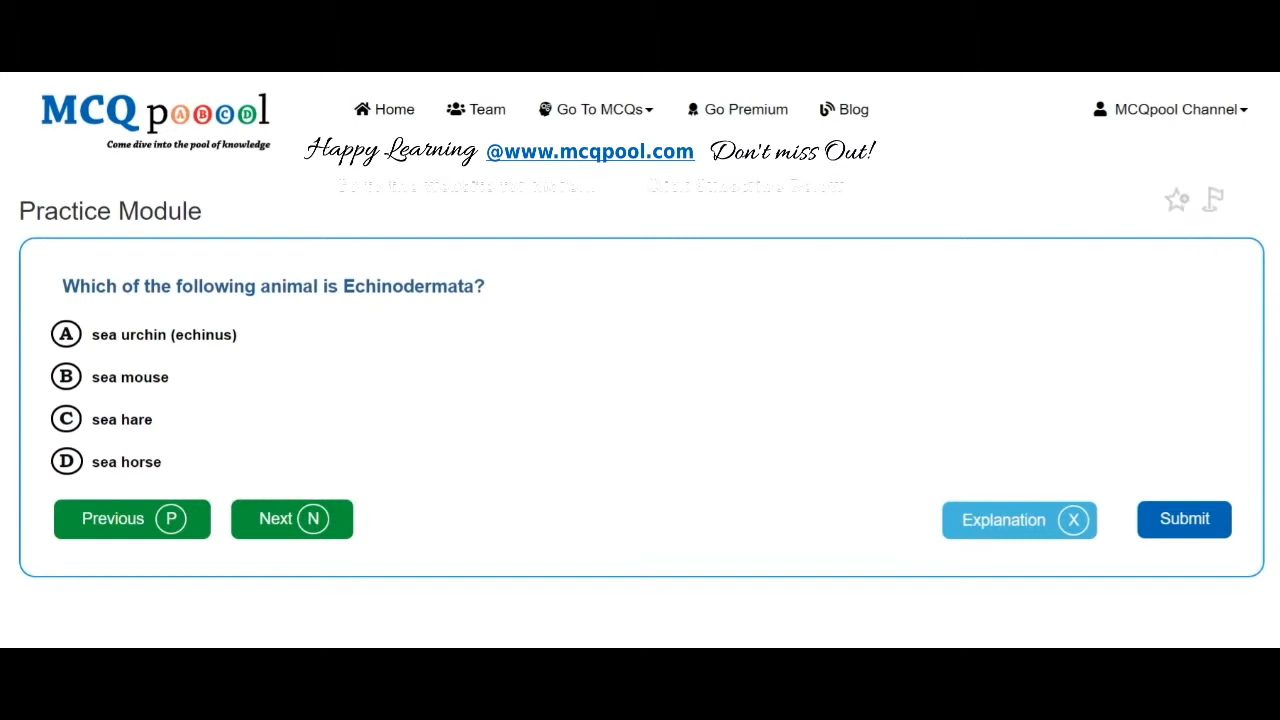 MCQ pooool
Come dive into the pool of knowledge
Home Team Go To MCQs Go Premium Blog MCQpool Channel
Happy Learning @www.mcqpool.com Don't miss Out!
Practice Module
Which of the following animal is Echinodermata?
A sea urchin (echinus)
B sea mouse
C sea hare
D sea horse
Previous P Next N Explanation X Submit